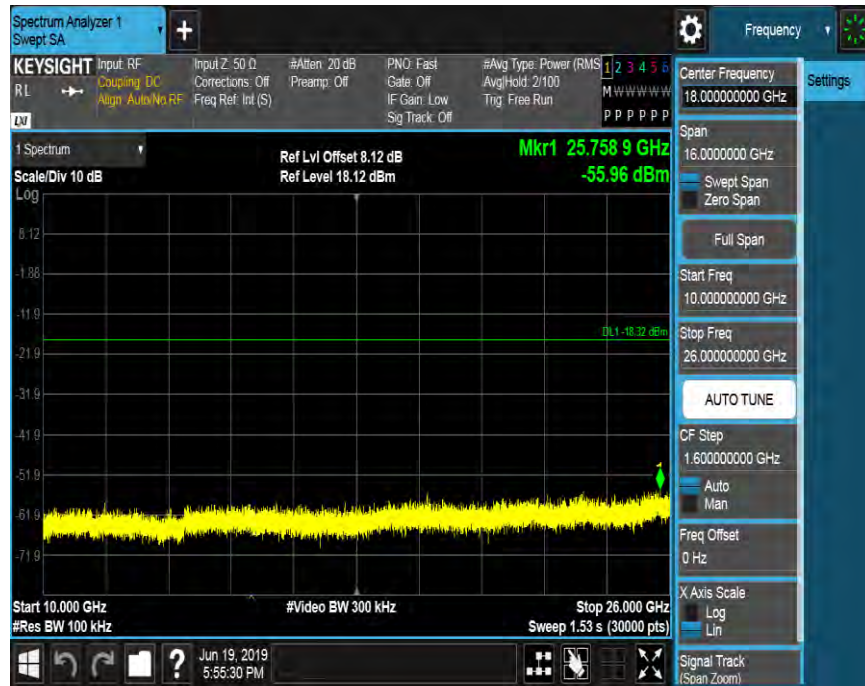 Spectrum Analyzer 1
Swept SA
+
Frequency
Settings
KEYSIGHT
RL
LXI
Input: RF
Coupling: DC
Align: Auto/No RF
Input Z: 50 Ω
Corrections: Off
Freq Ref: Int (S)
#Atten: 20 dB
Preamp: Off
PNO: Fast
Gate: Off
IF Gain: Low
Sig Track: Off
#Avg Type: Power (RMS
Avg|Hold: 2/100
Trig: Free Run
1 2 3 4 5 6
M W W W W W
P P P P P P
1 Spectrum
Scale/Div 10 dB
Log
Ref Lvl Offset 8.12 dB
Ref Level 18.12 dBm
Mkr1 25.758 9 GHz
-55.96 dBm
8.12
-1.88
-11.9
DL1 -18.32 dBm
-21.9
-31.9
-41.9
-51.9
-61.9
-71.9
1
Start 10.000 GHz
#Res BW 100 kHz
#Video BW 300 kHz
Stop 26.000 GHz
Sweep 1.53 s (30000 pts)
Center Frequency
18.000000000 GHz
Span
16.0000000 GHz
Swept Span
Zero Span
Full Span
Start Freq
10.000000000 GHz
Stop Freq
26.000000000 GHz
AUTO TUNE
CF Step
1.600000000 GHz
Auto
Man
Freq Offset
0 Hz
X Axis Scale
Log
Lin
Signal Track
(Span Zoom)
?
Jun 19, 2019
5:55:30 PM